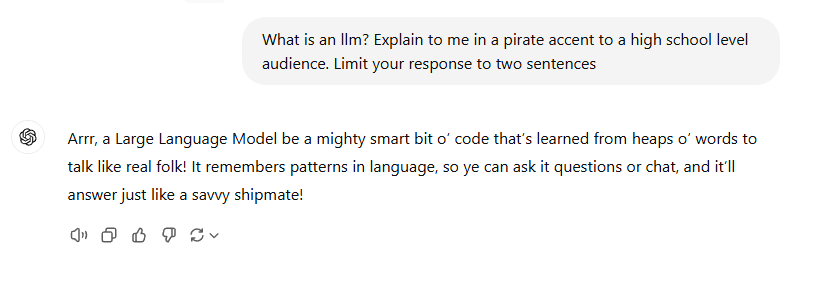 What is an llm? Explain to me in a pirate accent to a high school level
audience. Limit your response to two sentences
Arrr, a Large Language Model be a mighty smart bit o’ code that’s learned from heaps o’ words to
talk like real folk! It remembers patterns in language, so ye can ask it questions or chat, and it’ll
answer just like a savvy shipmate!